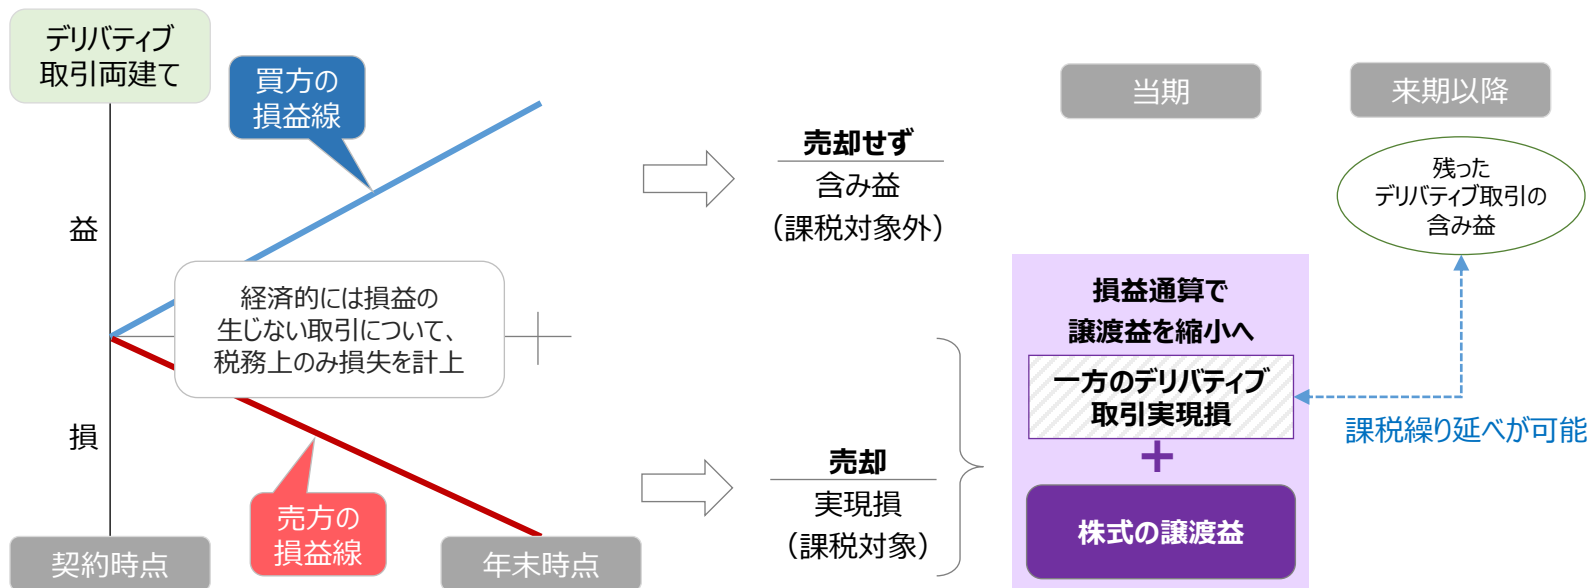 デリバティブ
取引両建て
買方の
損益線
益
経済的には損益の
生じない取引について、
税務上のみ損失を計上
損
売方の
損益線
契約時点
年末時点
売却せず
含み益
（課税対象外）
売却
実現損
（課税対象）
当期
来期以降
残った
デリバティブ取引の
含み益
損益通算で
譲渡益を縮小へ
一方のデリバティブ
取引実現損
+
株式の譲渡益
課税繰り延べが可能